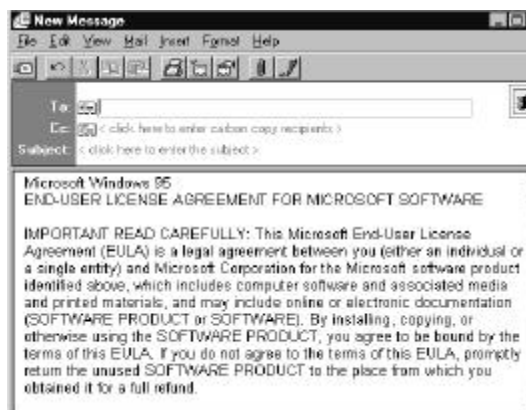 New Message
File Edit View Mail Insert Format Help
To:
Cc: < click here to enter carbon copy recipients >
Subject: < click here to enter the subject >
Microsoft Windows 95
END-USER LICENSE AGREEMENT FOR MICROSOFT SOFTWARE
IMPORTANT READ CAREFULLY: This Microsoft End-User License
Agreement (EULA) is a legal agreement between you (either an individual or
a single entity) and Microsoft Corporation for the Microsoft software product
identified above, which includes computer software and associated media
and printed materials, and may include online or electronic documentation
(SOFTWARE PRODUCT or SOFTWARE). By installing, copying, or
otherwise using the SOFTWARE PRODUCT, you agree to be bound by the
terms of this EULA. If you do not agree to the terms of this EULA, promptly
return the unused SOFTWARE PRODUCT to the place from which you
obtained it for a full refund.